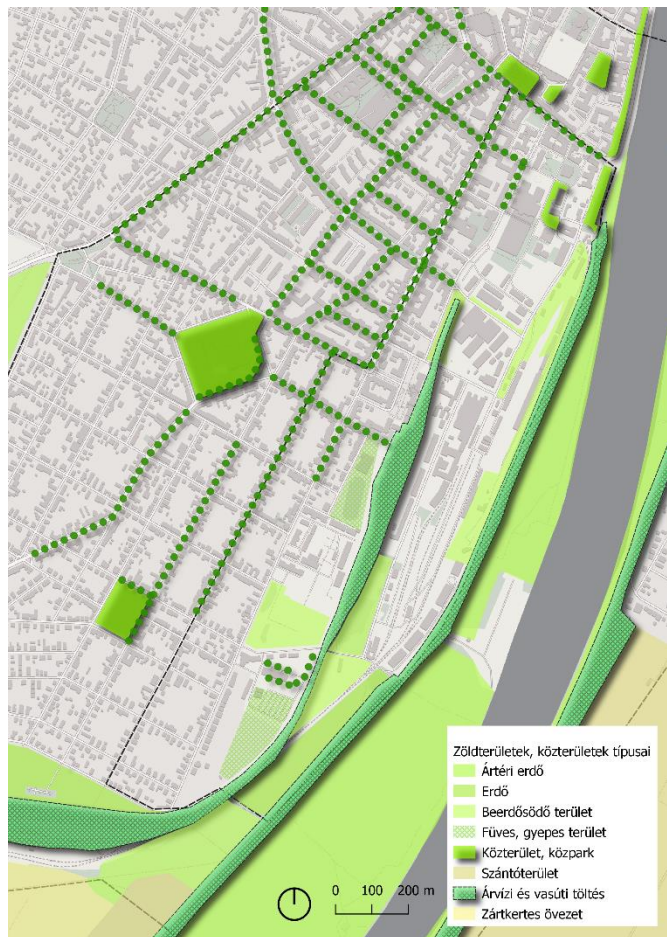 Zöldterületek, közterületek típusai
Ártéri erdő
Erdő
Beerdősödő terület
Füves, gyepes terület
Közterület, közpark
Szántóterület
Árvízi és vasúti töltés
Zártkertes övezet
0 100 200 m